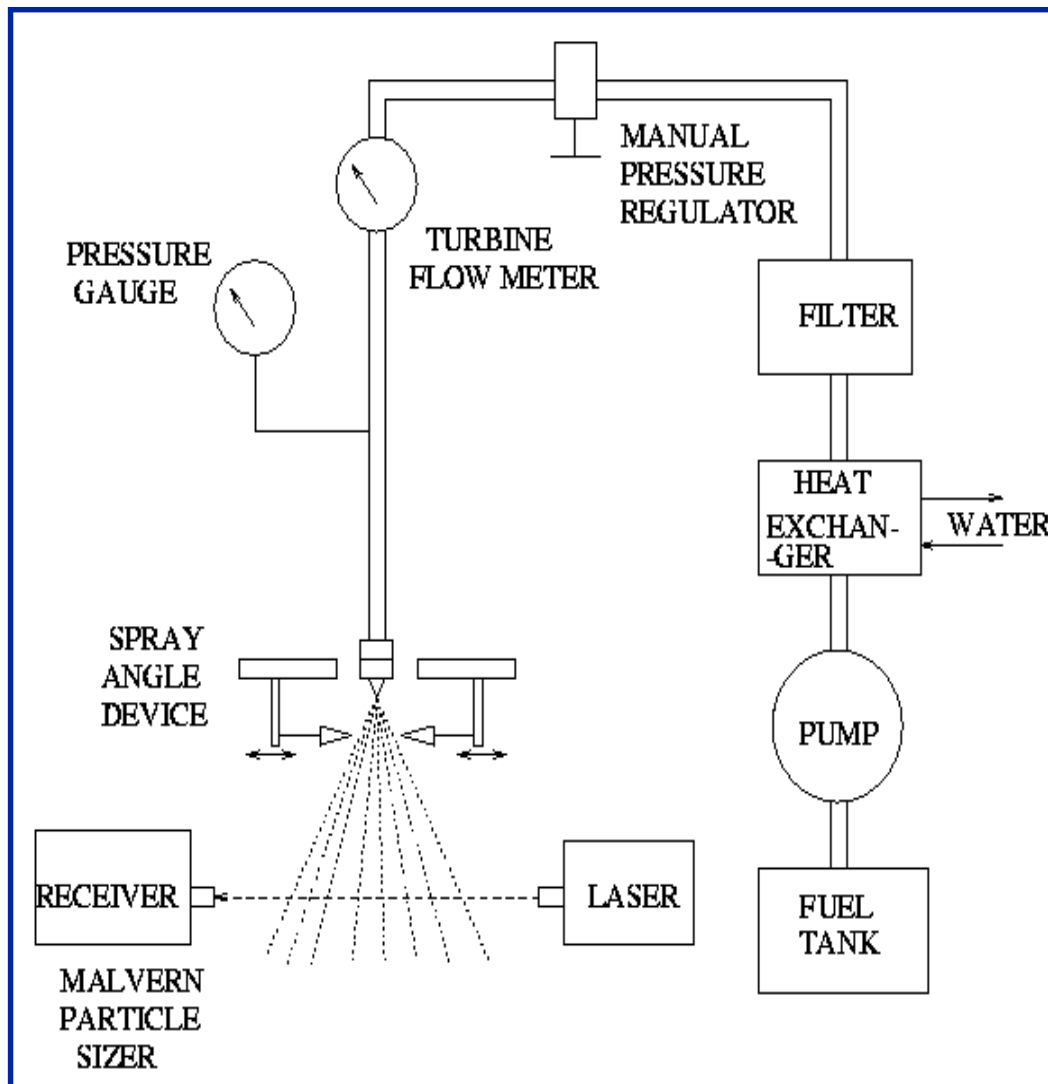 MANUAL
PRESSURE
REGULATOR
TURBINE
FLOW METER
PRESSURE
GAUGE
FILTER
HEAT
EXCHAN-
-GER
WATER
SPRAY
ANGLE
DEVICE
PUMP
RECEIVER
LASER
FUEL
TANK
MALVERN
PARTICLE
SIZER